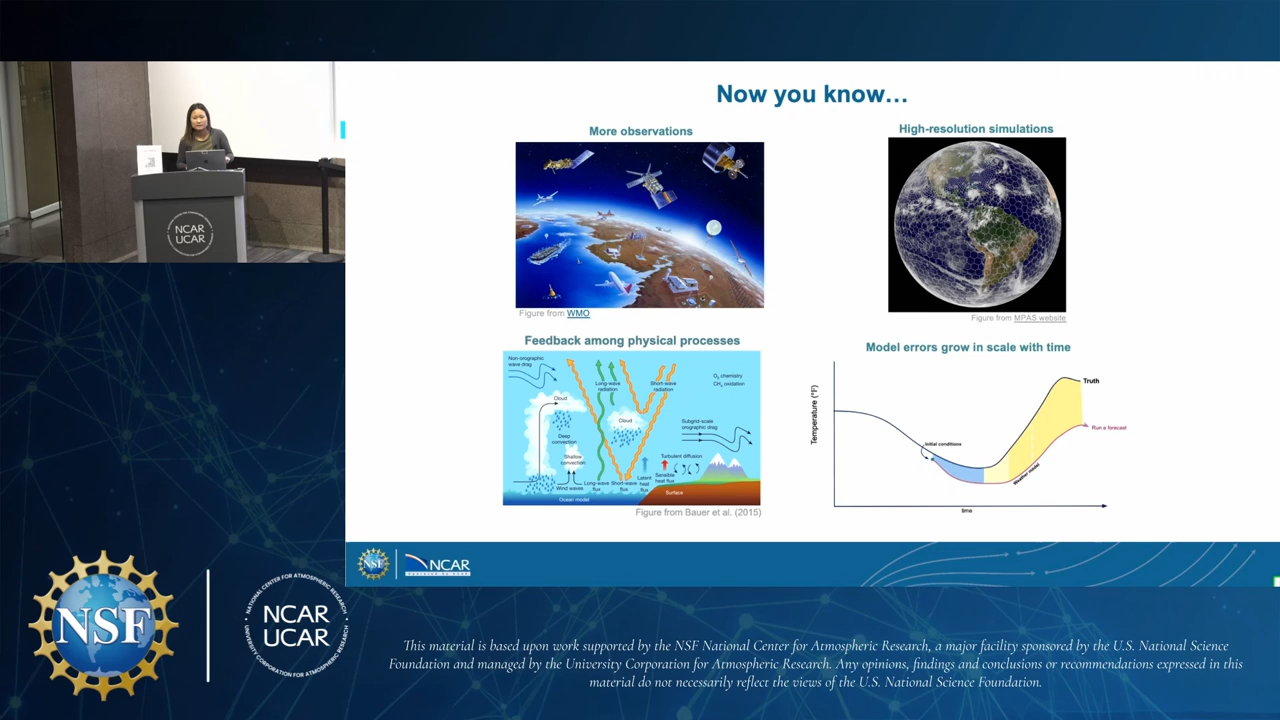 Now you know…
More observations
Figure from WMO
High-resolution simulations
Figure from MPAS website
Feedback among physical processes
Non-orographic
wave drag
Long-wave
radiation
Short-wave
radiation
O₃ chemistry
CH₄ oxidation
Cloud
Cloud
Subgrid-scale
orographic drag
Deep
convection
Shallow
convection
Turbulent diffusion
Wind waves
Long-wave
flux
Short-wave
flux
Latent
heat
flux
Sensible
heat flux
Surface
Ocean model
Figure from Bauer et al. (2015)
Model errors grow in scale with time
Temperature (°F)
Truth
Run a forecast
Initial conditions
Weather model
time
NCAR
UCAR
NSF
NCAR
NSF
NATIONAL CENTER FOR ATMOSPHERIC RESEARCH
NCAR
UCAR
UNIVERSITY CORPORATION FOR ATMOSPHERIC RESEARCH
This material is based upon work supported by the NSF National Center for Atmospheric Research, a major facility sponsored by the U.S. National Science
Foundation and managed by the University Corporation for Atmospheric Research. Any opinions, findings and conclusions or recommendations expressed in this
material do not necessarily reflect the views of the U.S. National Science Foundation.